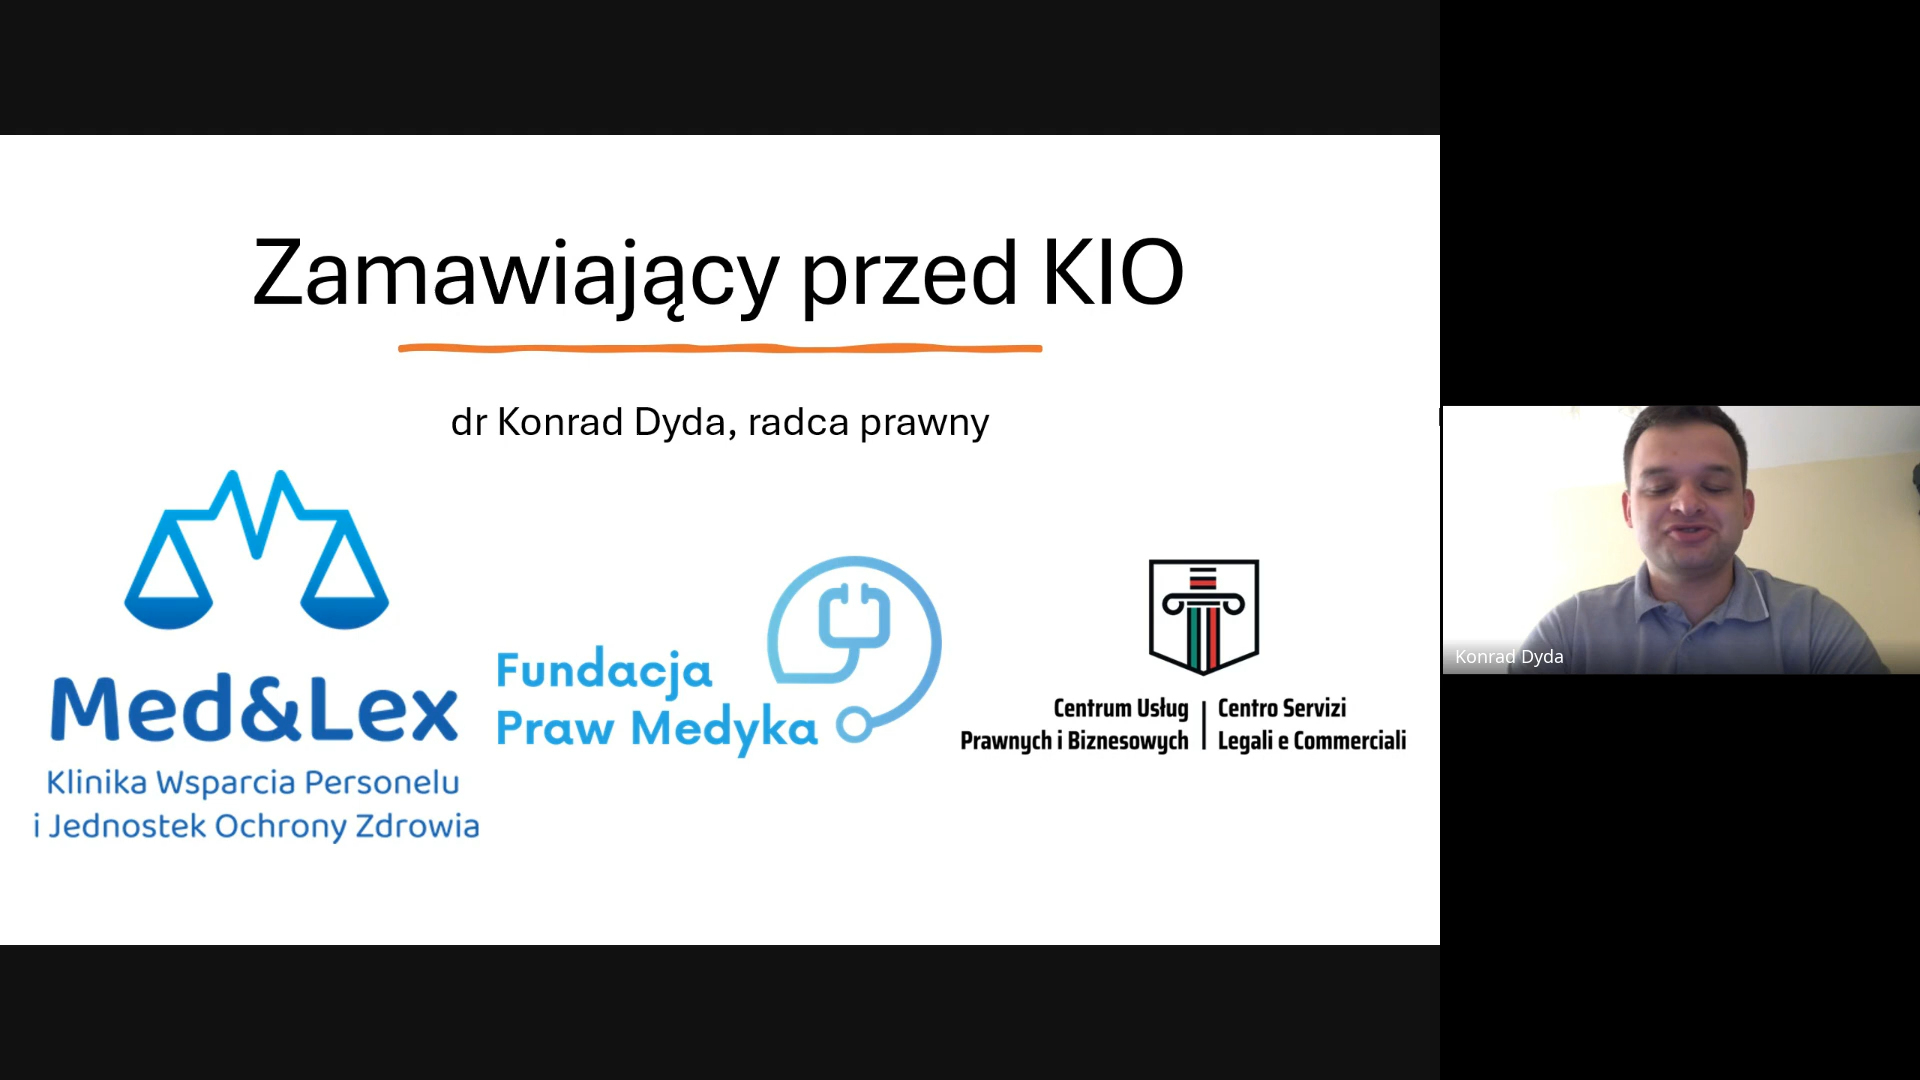 Zamawiający przed KIO
dr Konrad Dyda, radca prawny
Med&Lex
Klinika Wsparcia Personelu
i Jednostek Ochrony Zdrowia
Fundacja
Praw Medyka
Centrum Usług
Prawnych i Biznesowych
Centro Servizi
Legali e Commerciali
Konrad Dyda